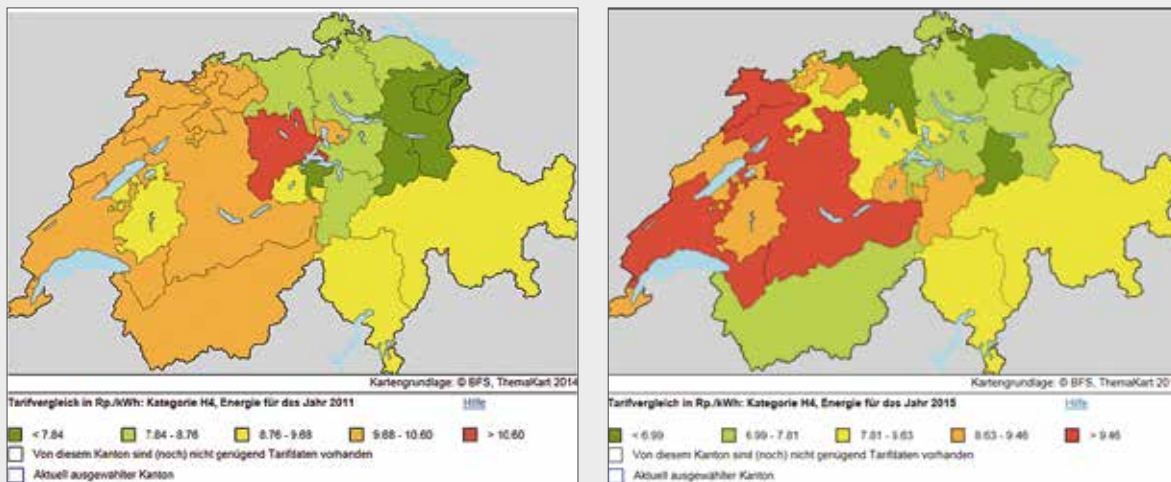 Kartengrundlage: © BFS, ThemaKart 2014
Tarifvergleich in Rp./kWh: Kategorie H4, Energie für das Jahr 2011 Hilfe
< 7.84 7.84 - 8.76 8.76 - 9.68 9.68 - 10.60 > 10.60
Von diesem Kanton sind (noch) nicht genügend Tarifdaten vorhanden
Aktuell ausgewählter Kanton
Kartengrundlage: © BFS, ThemaKart 201
Tarifvergleich in Rp./kWh: Kategorie H4, Energie für das Jahr 2015 Hilfe
< 6.99 6.99 - 7.81 7.81 - 8.63 8.63 - 9.46 > 9.46
Von diesem Kanton sind (noch) nicht genügend Tarifdaten vorhanden
Aktuell ausgewählter Kanton